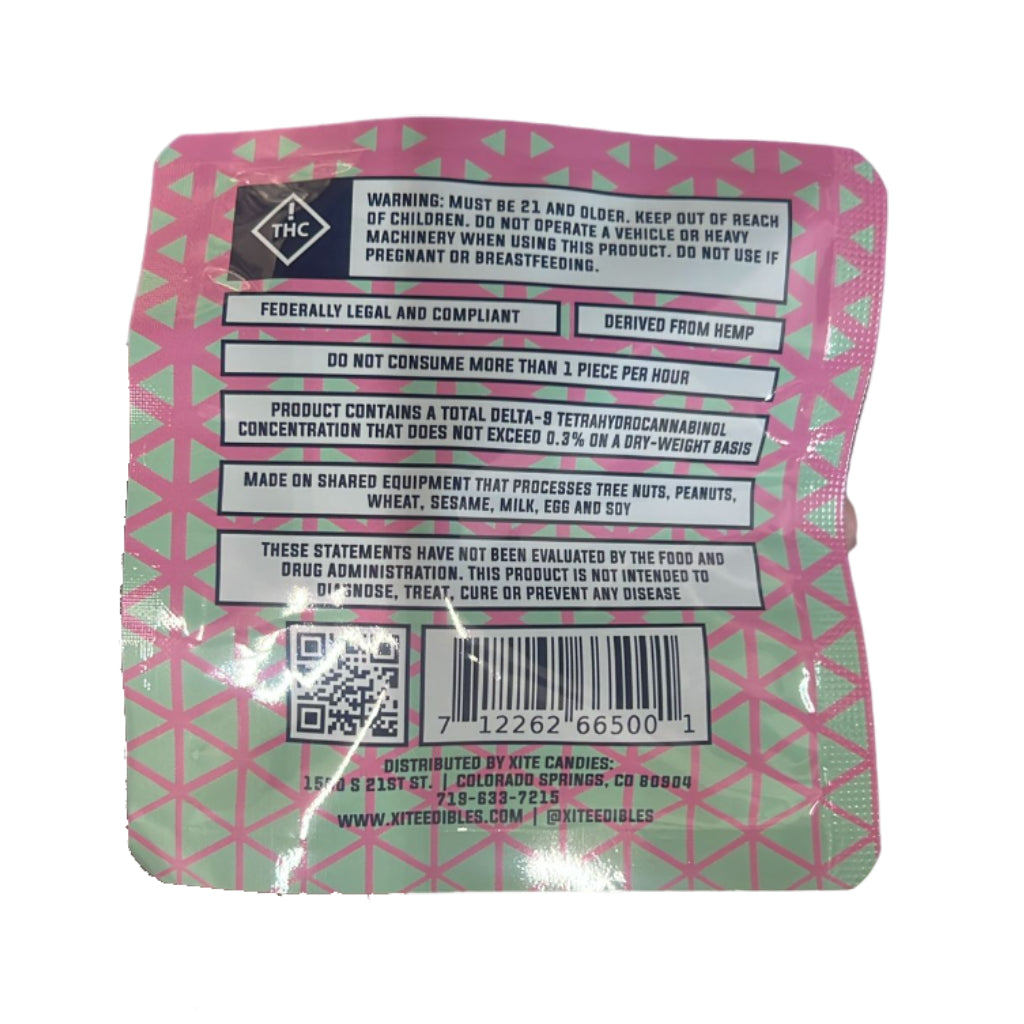 !
THC
WARNING: MUST BE 21 AND OLDER. KEEP OUT OF REACH
OF CHILDREN. DO NOT OPERATE A VEHICLE OR HEAVY
MACHINERY WHEN USING THIS PRODUCT. DO NOT USE IF
PREGNANT OR BREASTFEEDING.
FEDERALLY LEGAL AND COMPLIANT
DERIVED FROM HEMP
DO NOT CONSUME MORE THAN 1 PIECE PER HOUR
PRODUCT CONTAINS A TOTAL DELTA-9 TETRAHYDROCANNABINOL
CONCENTRATION THAT DOES NOT EXCEED 0.3% ON A DRY-WEIGHT BASIS
MADE ON SHARED EQUIPMENT THAT PROCESSES TREE NUTS, PEANUTS,
WHEAT, SESAME, MILK, EGG AND SOY
THESE STATEMENTS HAVE NOT BEEN EVALUATED BY THE FOOD AND
DRUG ADMINISTRATION. THIS PRODUCT IS NOT INTENDED TO
DIAGNOSE, TREAT, CURE OR PREVENT ANY DISEASE
7 12262 66500 1
DISTRIBUTED BY XITE CANDIES:
S 21ST ST. | COLORADO SPRINGS, CO 80904
719-633-7215
WWW.XITEEDIBLES.COM | @XITEEDIBLES